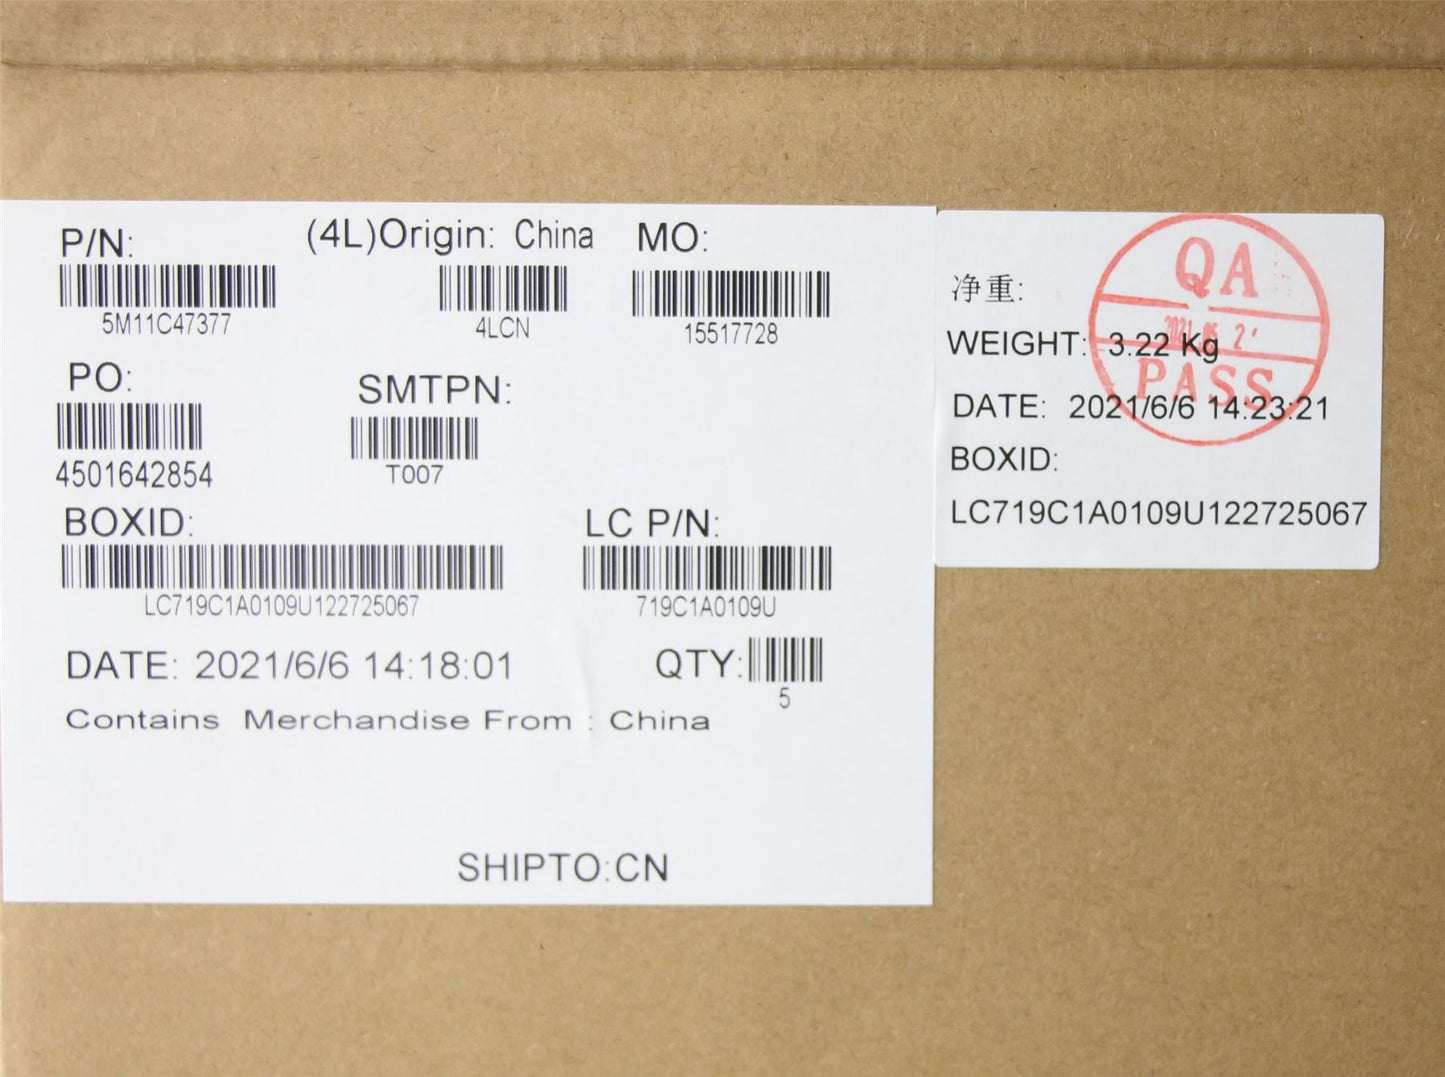 P/N:
(4L)Origin: China
MO:
5M11C47377
4LCN
15517728
PO:
SMTPN:
4501642854
T007
BOXID:
LC P/N:
LC719C1A0109U122725067
719C1A0109U
DATE: 2021/6/6 14:18:01
QTY:
5
Contains Merchandise From : China
SHIPTO:CN
净重:
WEIGHT: 3.22 Kg
DATE: 2021/6/6 14:23:21
BOXID:
LC719C1A0109U122725067
QA
PASS